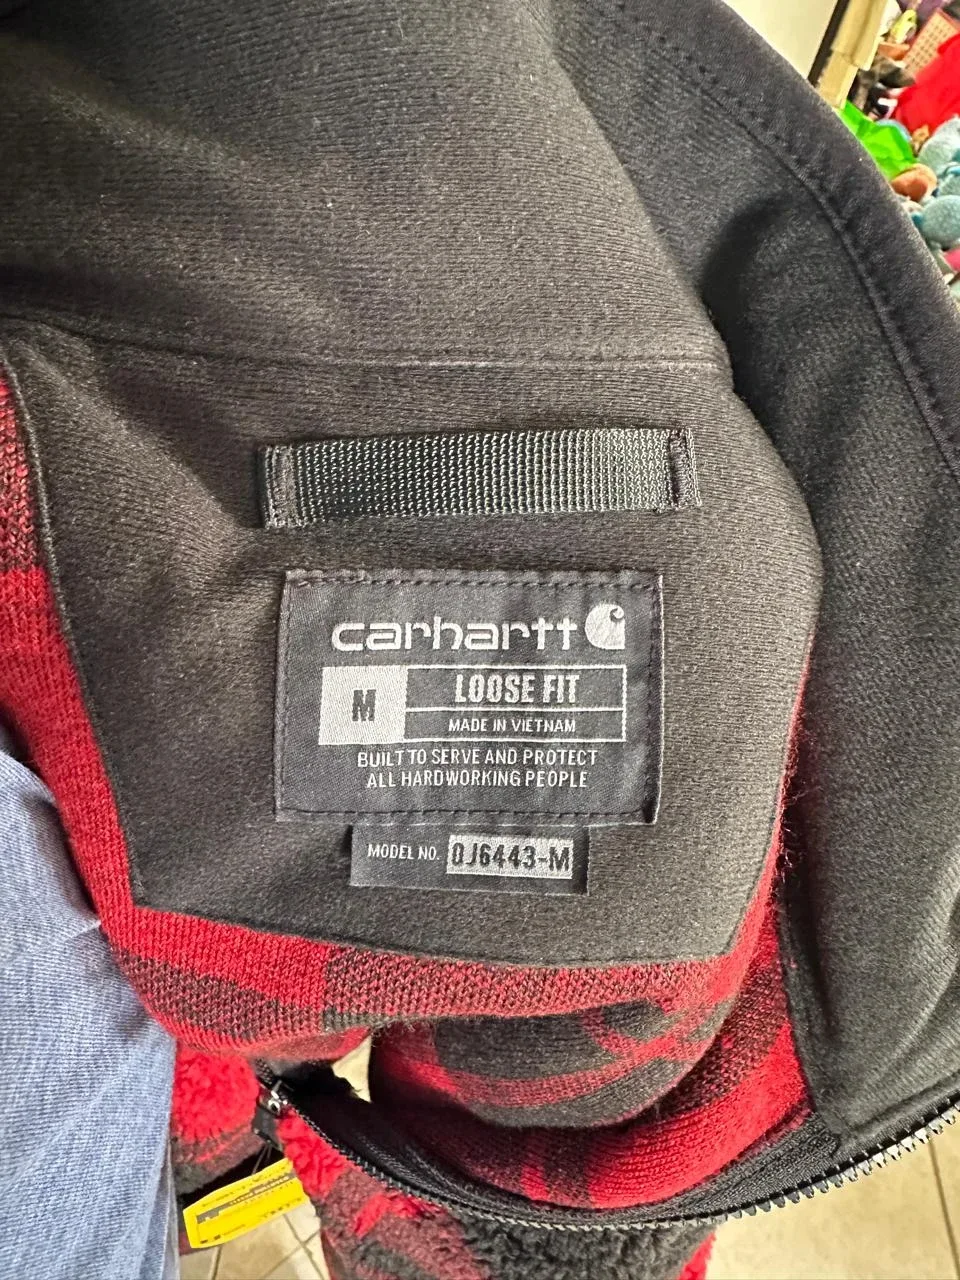 carhartt
M
LOOSE FIT
MADE IN VIETNAM
BUILT TO SERVE AND PROTECT
ALL HARDWORKING PEOPLE
MODEL NO. OJ6443-M